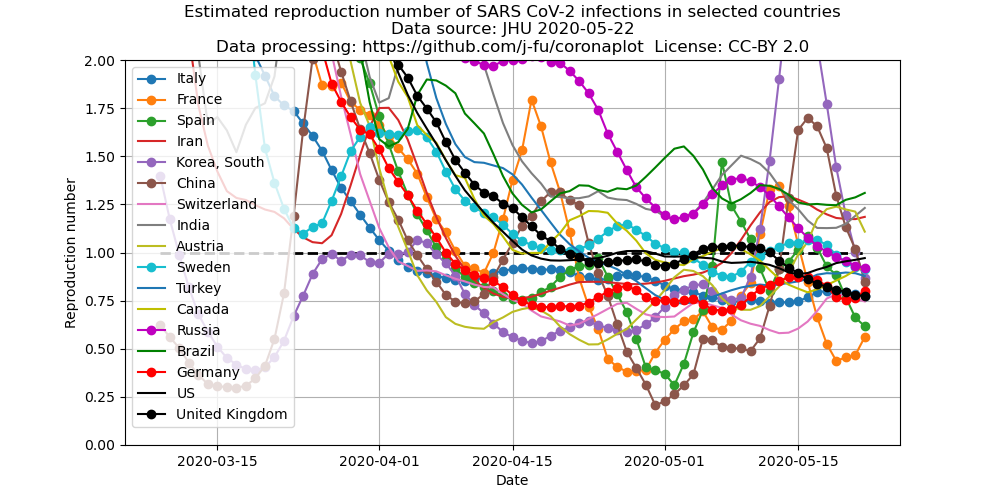 Estimated reproduction number of SARS CoV-2 infections in selected countries
Data source: JHU 2020-05-22
Data processing: https://github.com/j-fu/coronaplot  License: CC-BY 2.0
Reproduction number
2.00
1.75
1.50
1.25
1.00
0.75
0.50
0.25
0.00
Italy
France
Spain
Iran
Korea, South
China
Switzerland
India
Austria
Sweden
Turkey
Canada
Russia
Brazil
Germany
US
United Kingdom
2020-03-15
2020-04-01
2020-04-15
2020-05-01
2020-05-15
Date